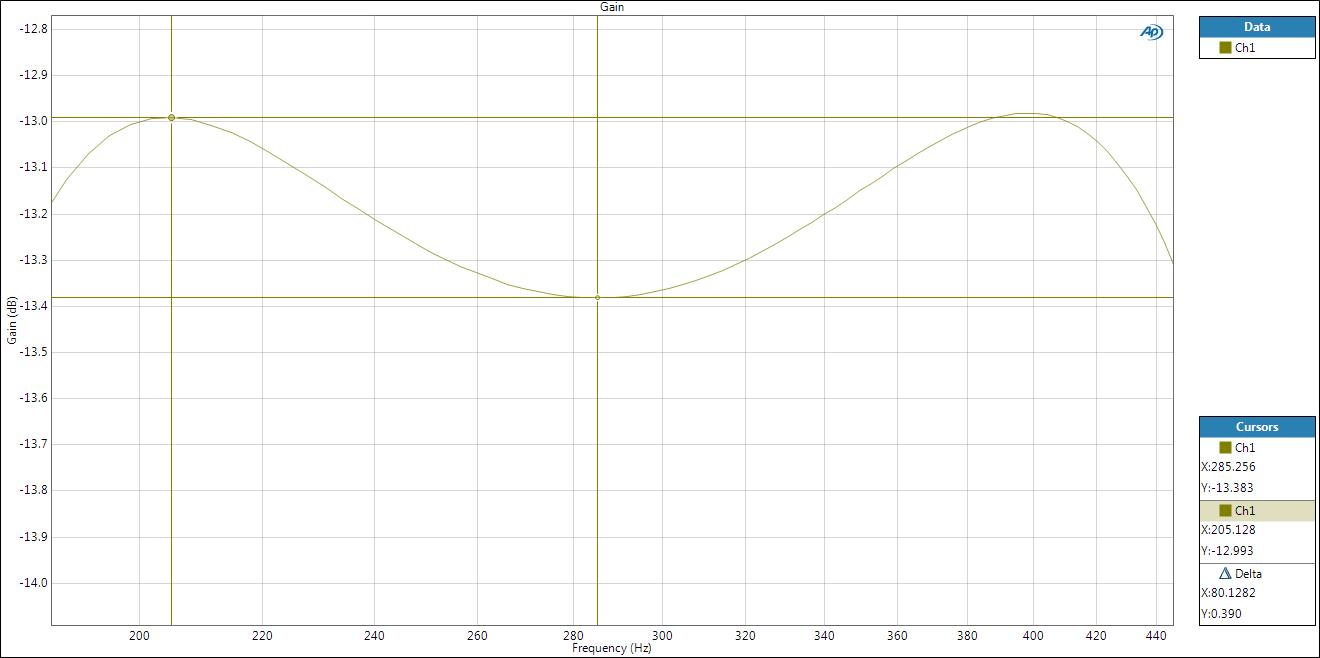 Gain
-12.8
-12.9
-13.0
-13.1
-13.2
-13.3
-13.4
-13.5
-13.6
-13.7
-13.8
-13.9
-14.0
Gain (dB)
200 220 240 260 280 300 320 340 360 380 400 420 440
Frequency (Hz)
AP
Data
Ch1
Cursors
Ch1
X:285.256
Y:-13.383
Ch1
X:205.128
Y:-12.993
Delta
X:80.1282
Y:0.390